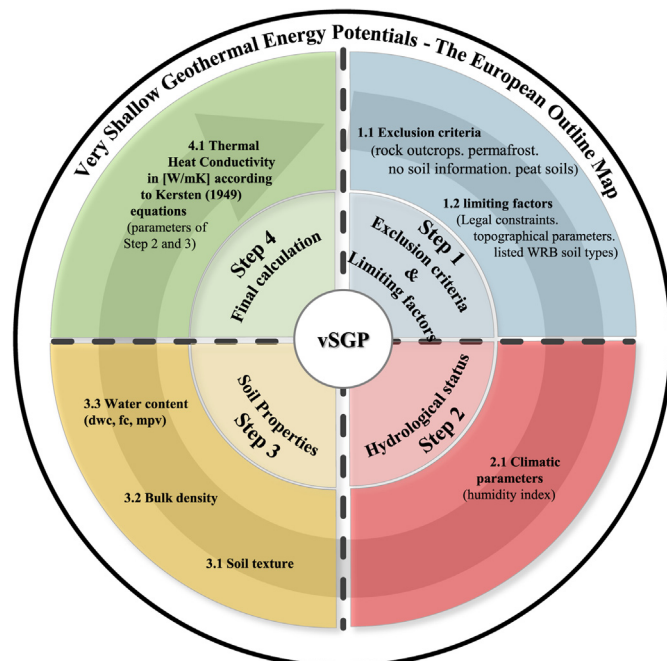 Very Shallow Geothermal Energy Potentials - The European Outline Map
1.1 Exclusion criteria
(rock outcrops. permafrost.
no soil information. peat soils)
1.2 limiting factors
(Legal constraints.
topographical parameters.
listed WRB soil types)
Step 1
Exclusion criteria
&
Limiting factors
Hydrological status
Step 2
2.1 Climatic
parameters
(humidity index)
Soil Properties
Step 3
3.1 Soil texture
3.2 Bulk density
3.3 Water content
(dwc, fc, mpv)
Step 4
Final calculation
4.1 Thermal
Heat Conductivity
in [W/mK] according
to Kersten (1949)
equations
(parameters of
Step 2 and 3)
vSGP